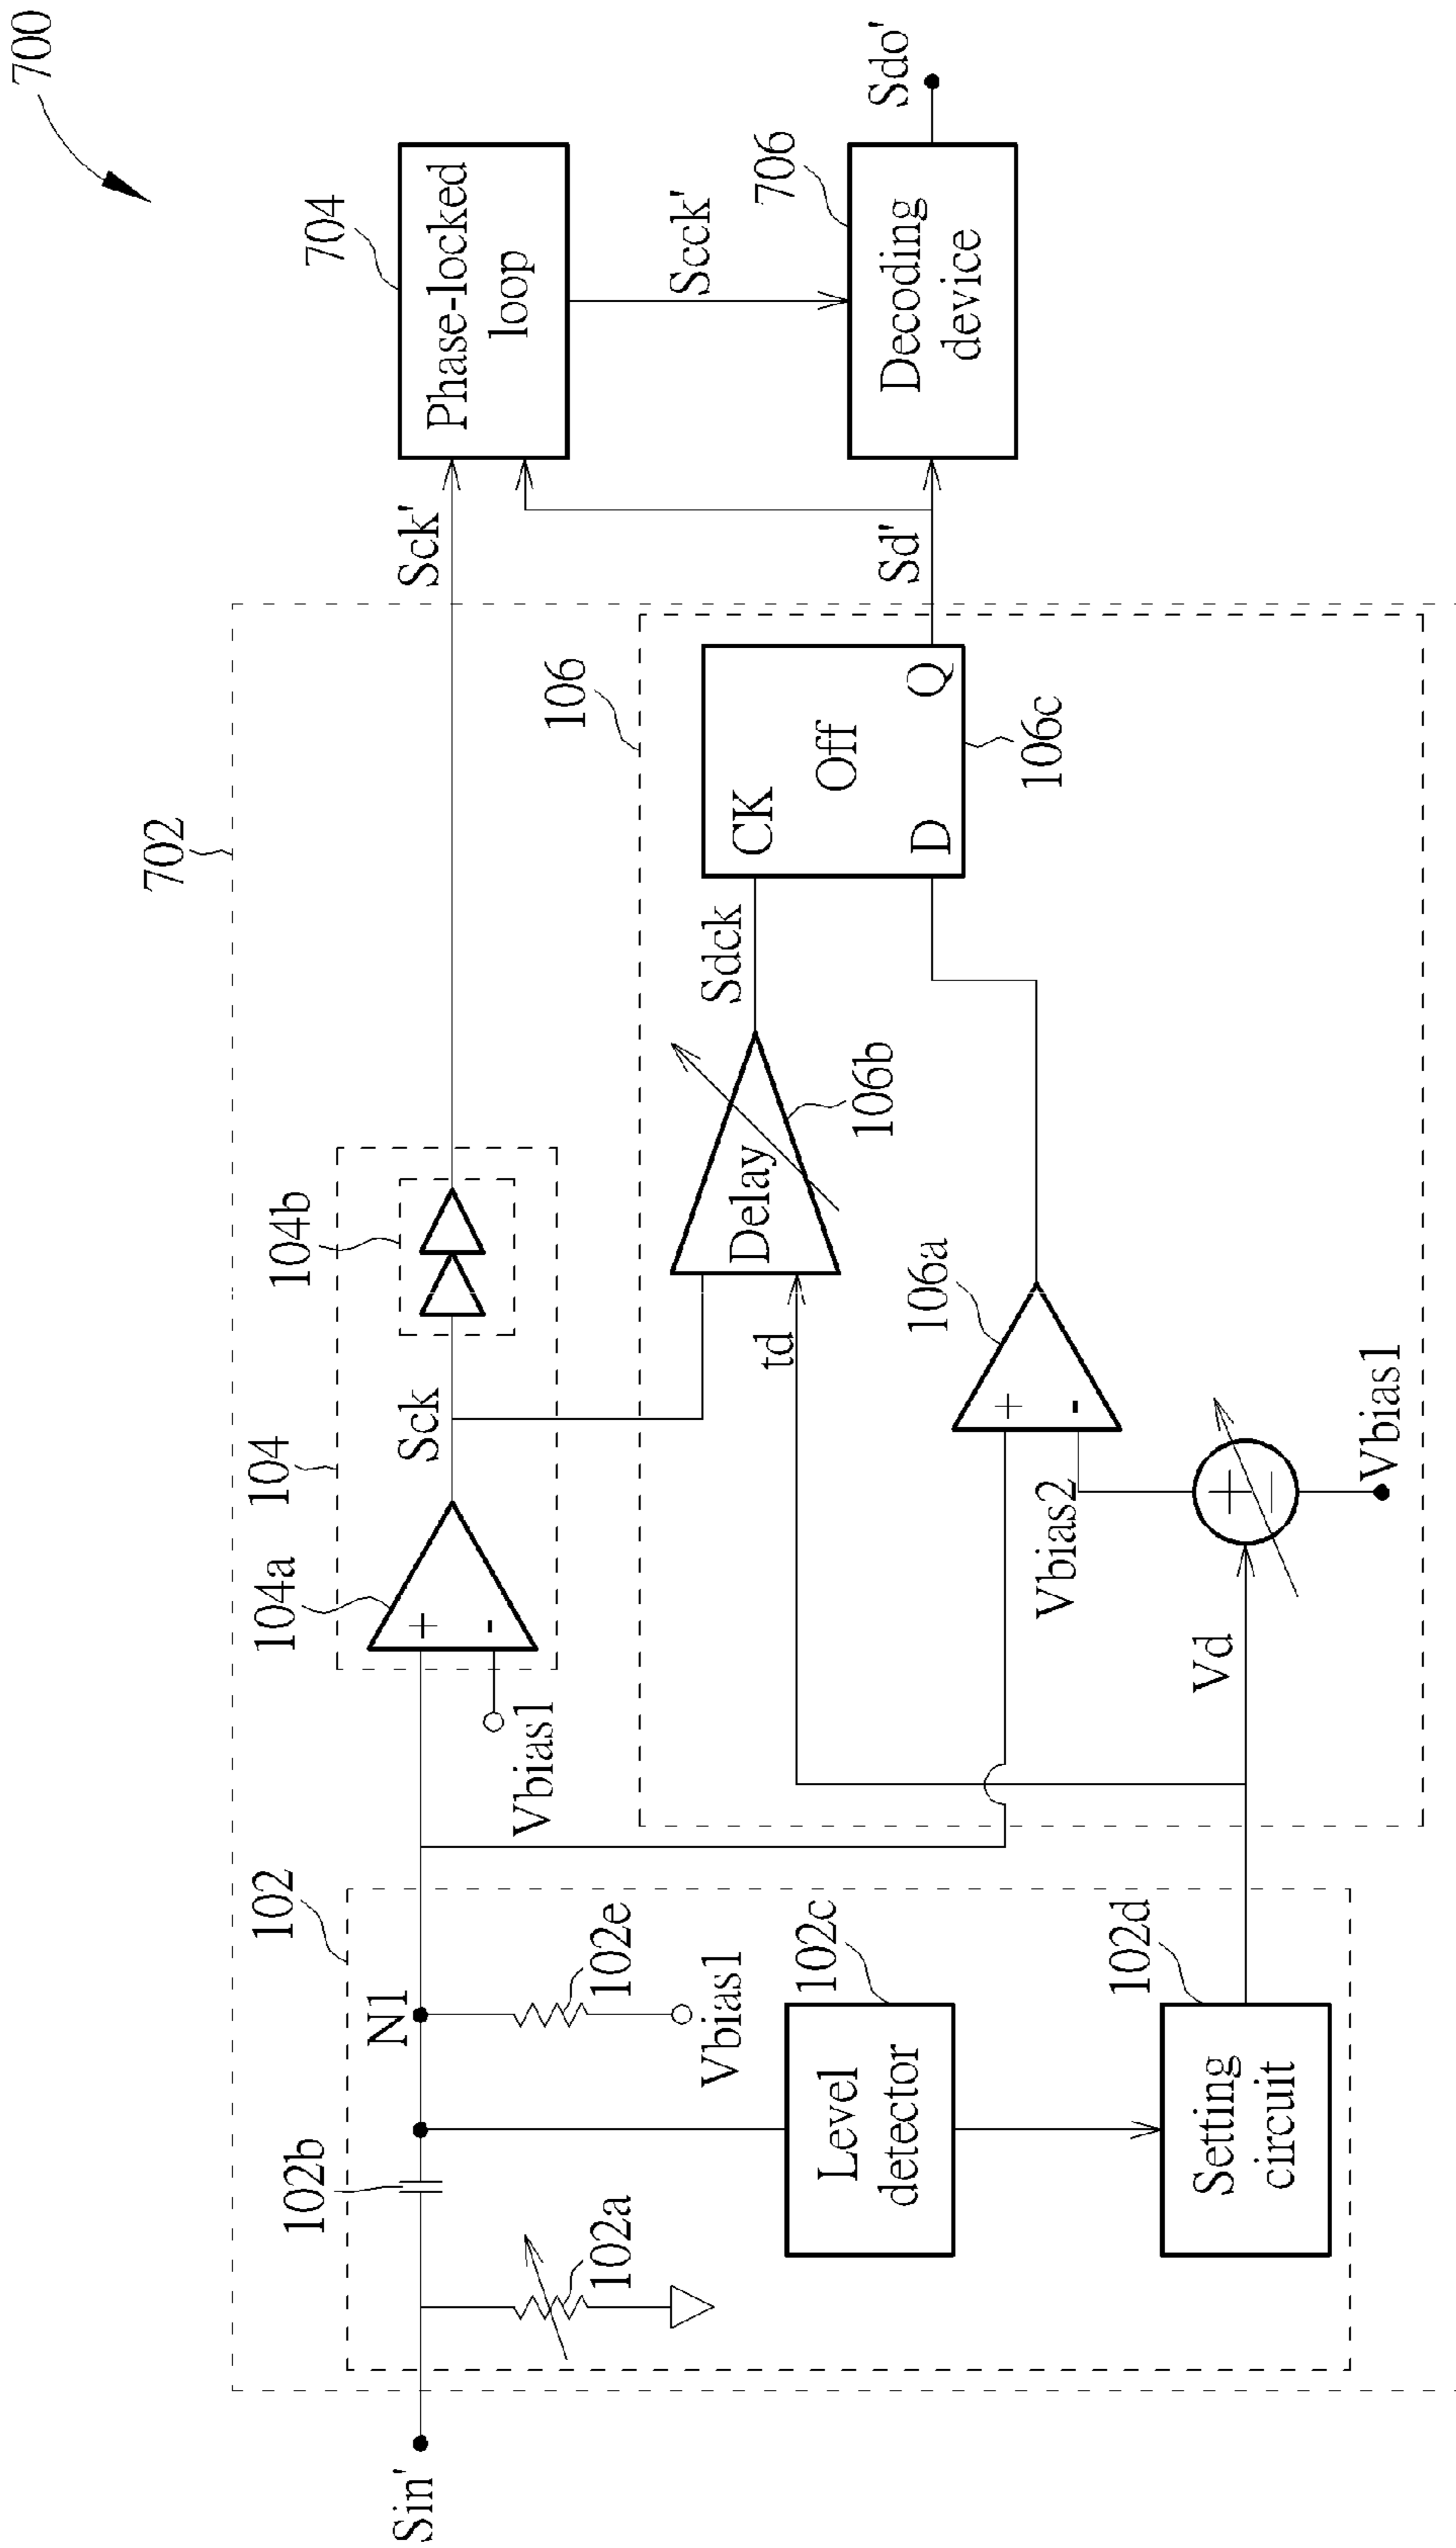 700
702
Sin'
102
102b
N1
102a
102e
Vbias1
Level
detector
102c
Setting
circuit
102d
104
104a
+
-
Vbias1
Sck
104b
Sck'
106
td
Delay
106b
Sdck
106a
+
-
Vbias2
Vd
+
-
Vbias1
CK
Off
D
Q
106c
Sd'
704
Phase-locked
loop
Scck'
706
Decoding
device
Sdo'